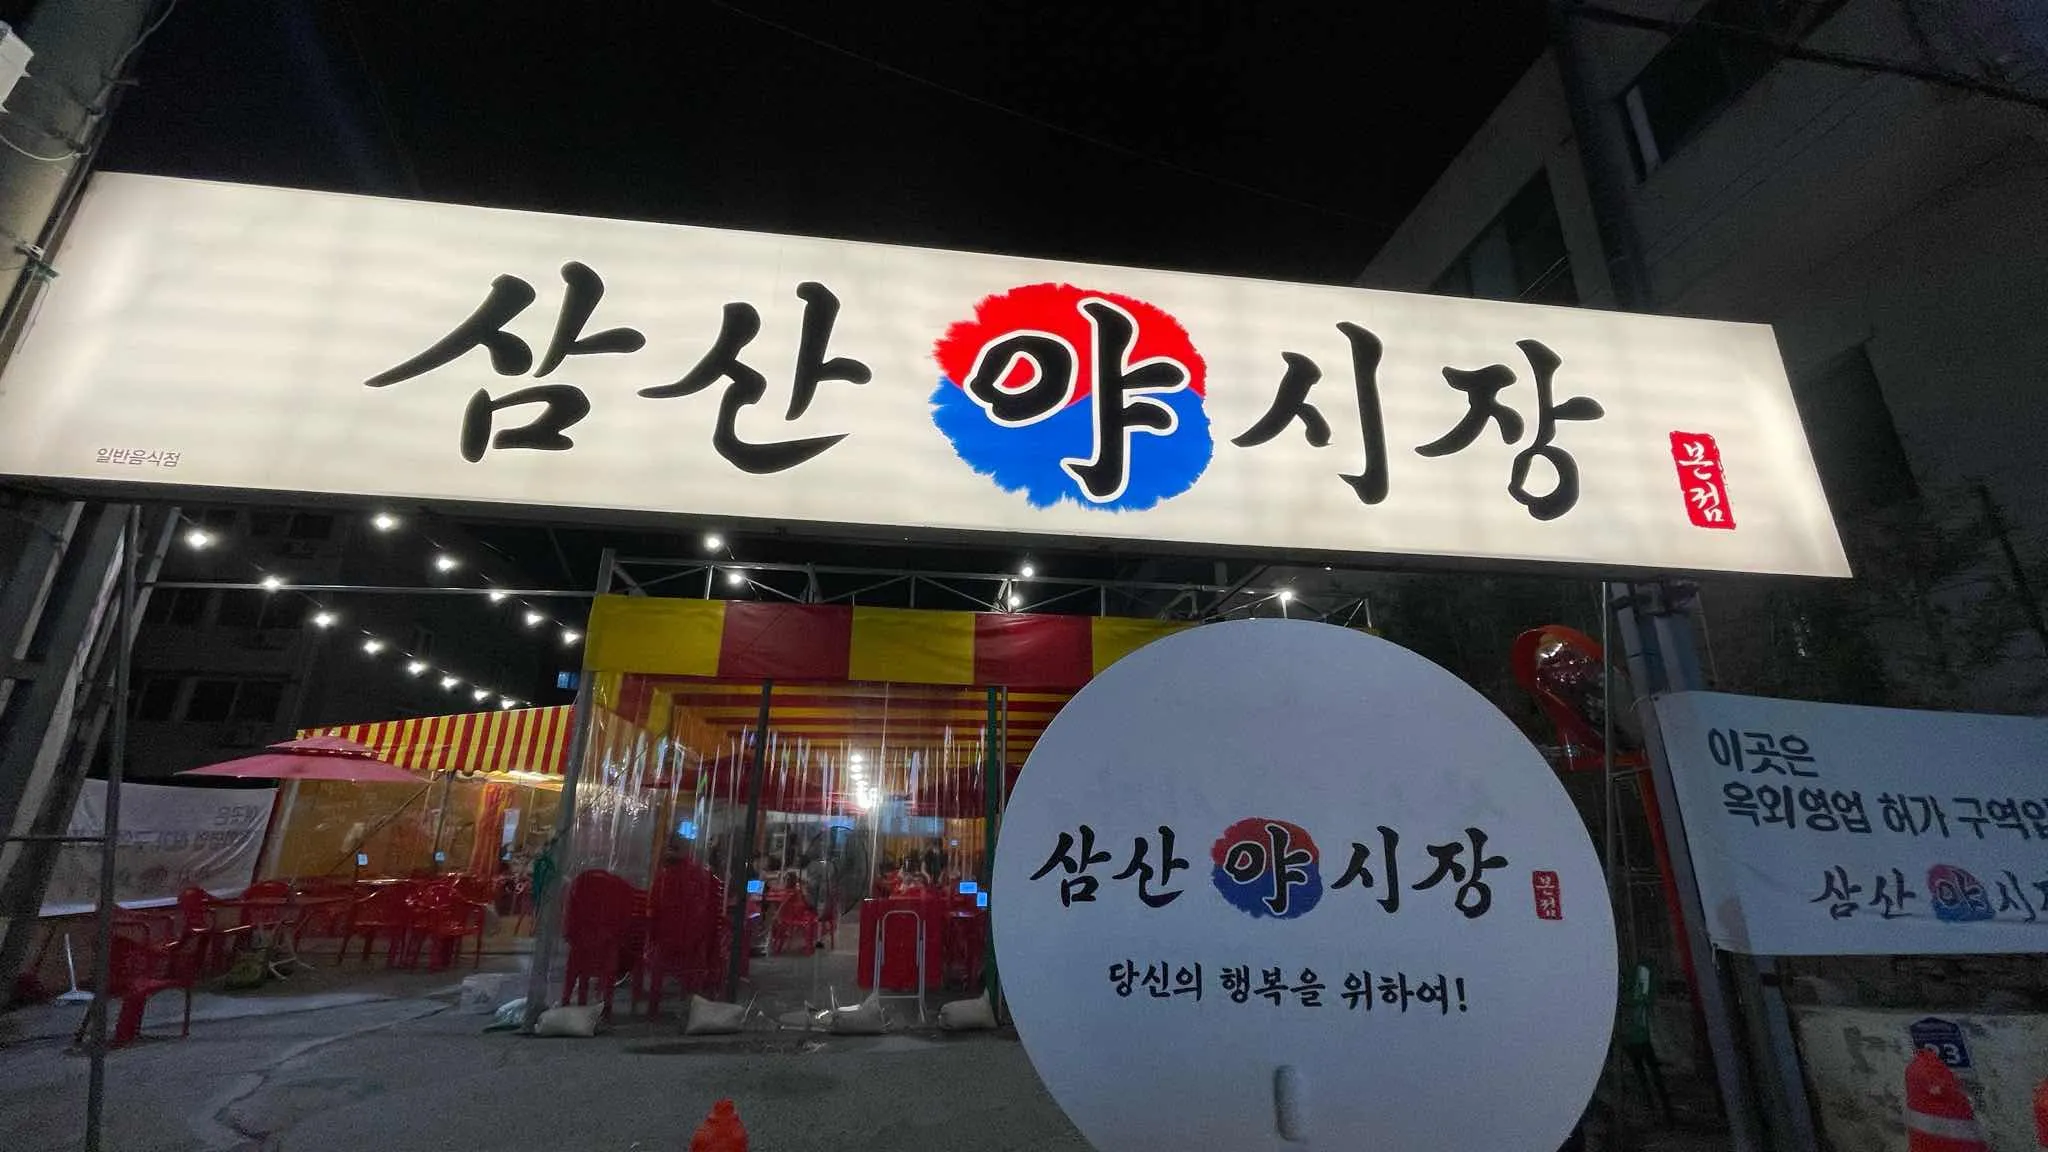 삼산야시장
본점
일반음식점
삼산야시장
본점
당신의 행복을 위하여!
이곳은
옥외영업 허가 구역입
삼산야시
23